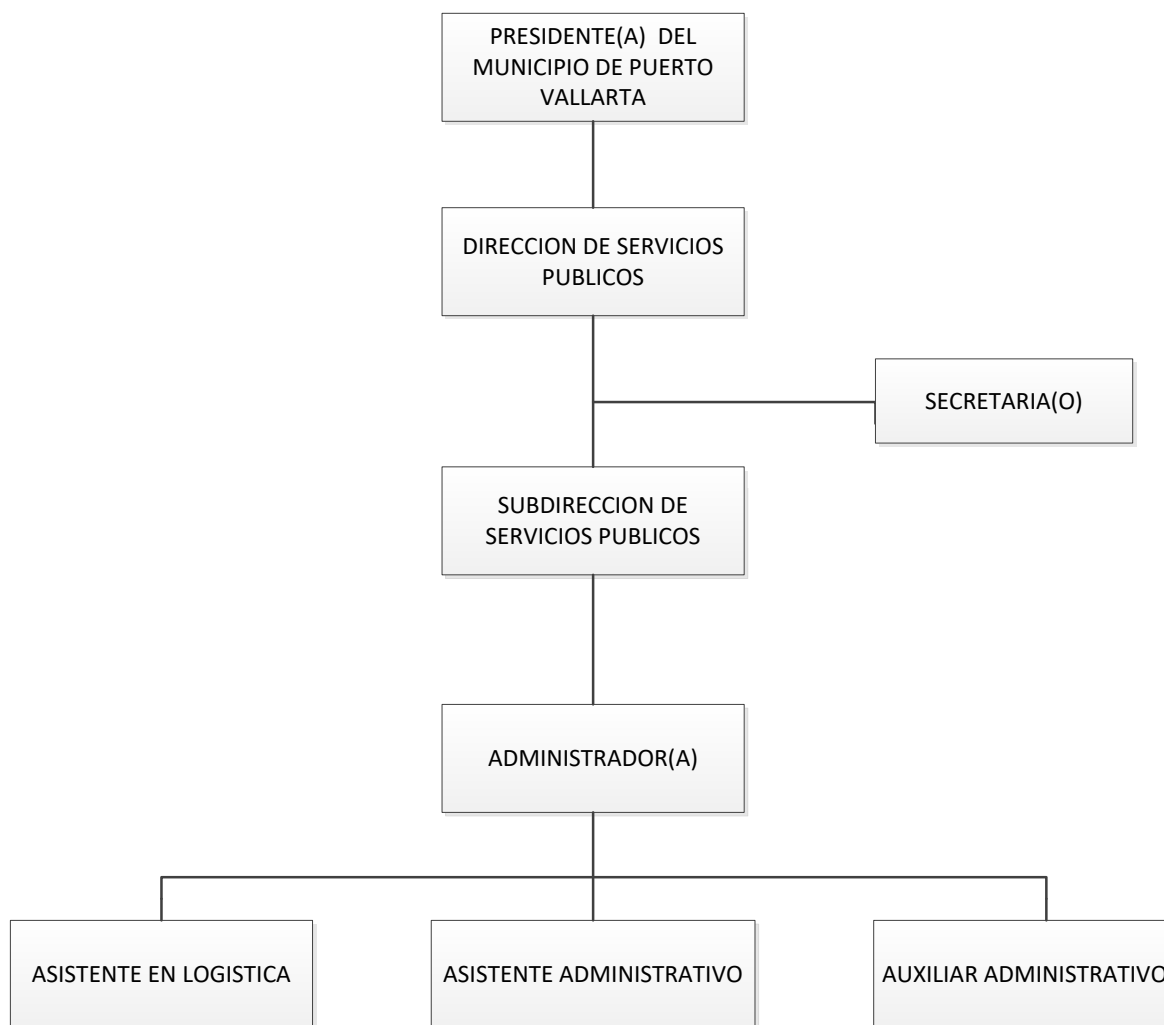 PRESIDENTE(A) DEL
MUNICIPIO DE PUERTO
VALLARTA
DIRECCION DE SERVICIOS
PUBLICOS
SECRETARIA(O)
SUBDIRECCION DE
SERVICIOS PUBLICOS
ADMINISTRADOR(A)
ASISTENTE EN LOGISTICA
ASISTENTE ADMINISTRATIVO
AUXILIAR ADMINISTRATIVO